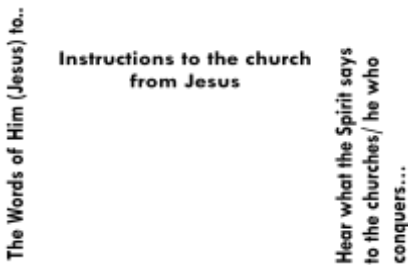 The Words of Him (Jesus) to..
Instructions to the church
from Jesus
Hear what the Spirit says
to the churches/ he who
conquers...